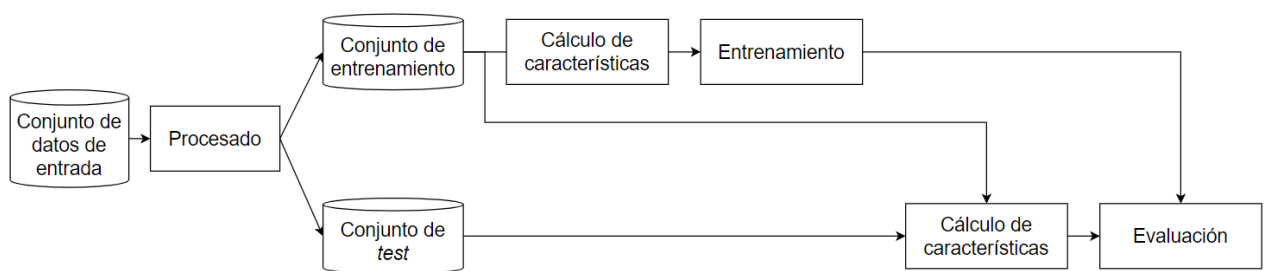 Conjunto de
datos de
entrada
Procesado
Conjunto de
entrenamiento
Cálculo de
características
Entrenamiento
Conjunto de
test
Cálculo de
características
Evaluación